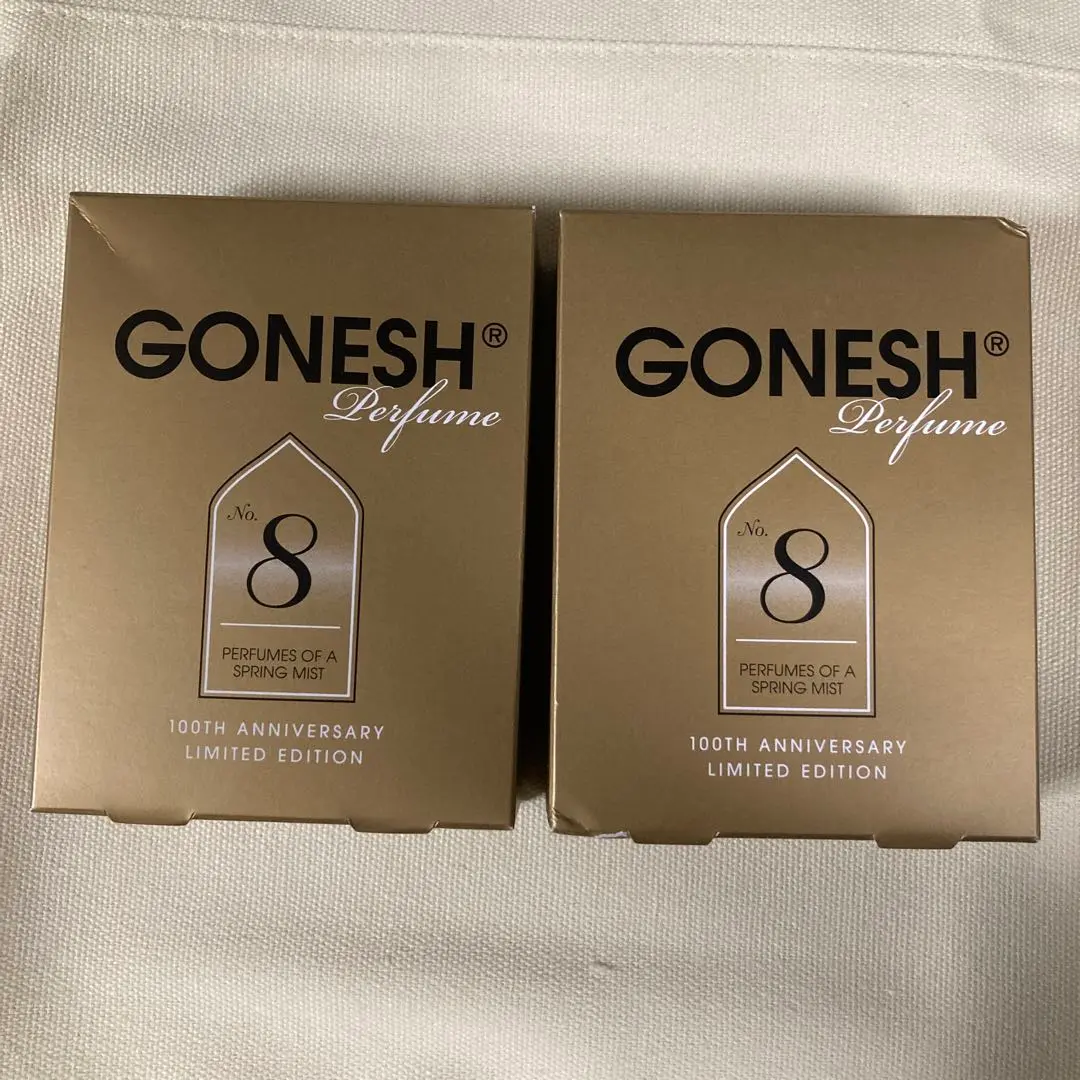 GONESH®
Perfume
No.
8
PERFUMES OF A
SPRING MIST
100TH ANNIVERSARY
LIMITED EDITION
GONESH®
Perfume
No.
8
PERFUMES OF A
SPRING MIST
100TH ANNIVERSARY
LIMITED EDITION